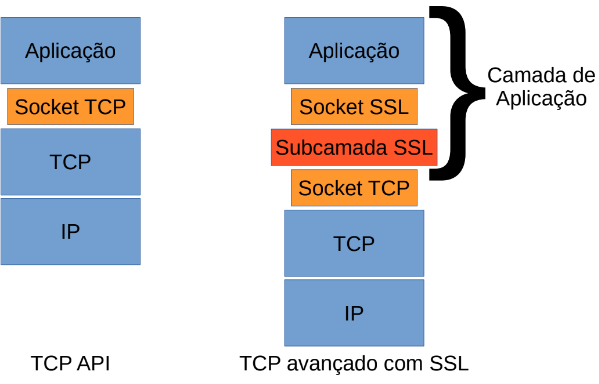 Aplicação
Socket TCP
TCP
IP
TCP API
Aplicação
Socket SSL
Subcamada SSL
Socket TCP
TCP
IP
TCP avançado com SSL
Camada de
Aplicação